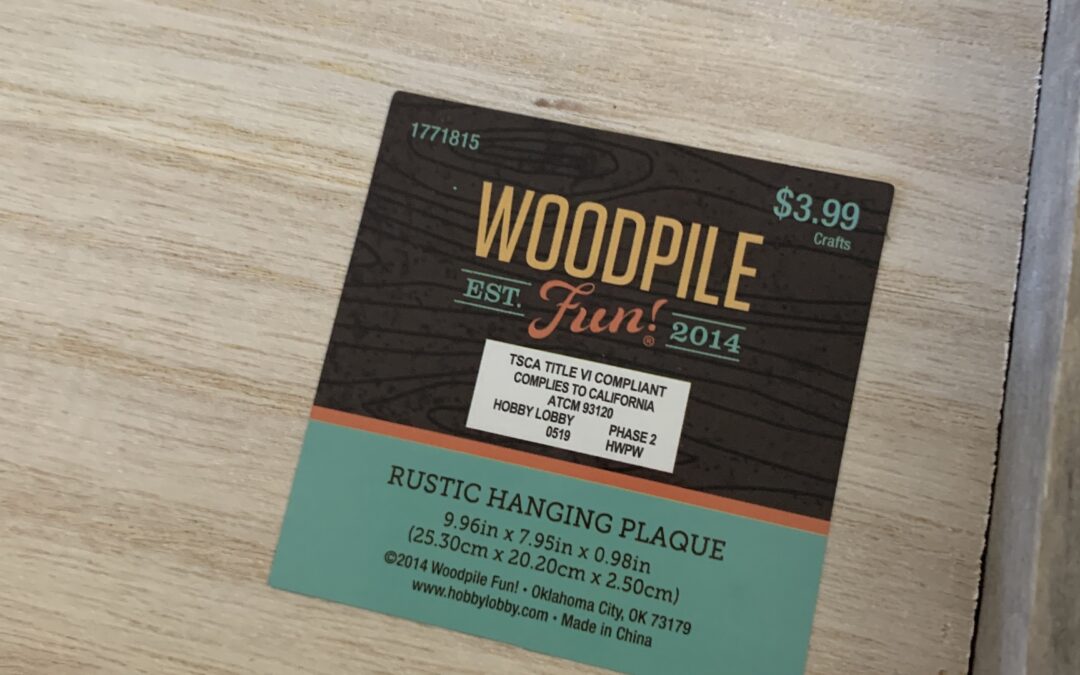 1771815
$3.99
Crafts
WOODPILE
EST. Fun!® 2014
TSCA TITLE VI COMPLIANT
COMPLIES TO CALIFORNIA
ATCM 93120
HOBBY LOBBY PHASE 2
0519 HWPW
RUSTIC HANGING PLAQUE
9.96in x 7.95in x 0.98in
(25.30cm x 20.20cm x 2.50cm)
©2014 Woodpile Fun! • Oklahoma City, OK 73179
www.hobbylobby.com • Made in China